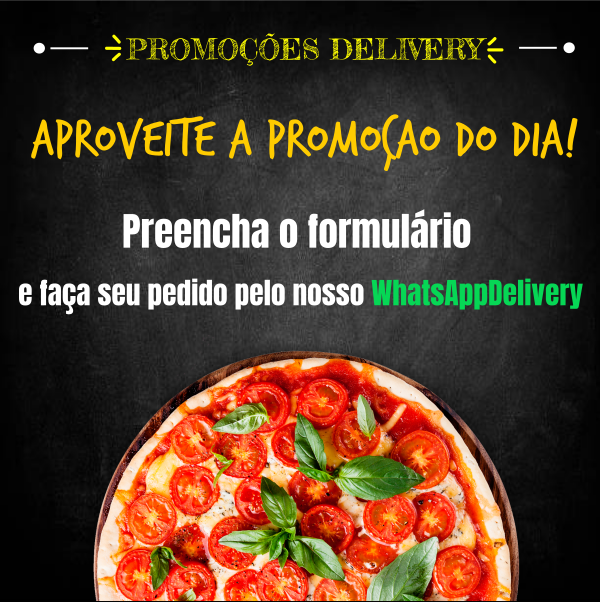 PROMOÇÕES DELIVERY
APROVEITE A PROMOÇAO DO DIA!
Preencha o formulário
e faça seu pedido pelo nosso WhatsAppDelivery